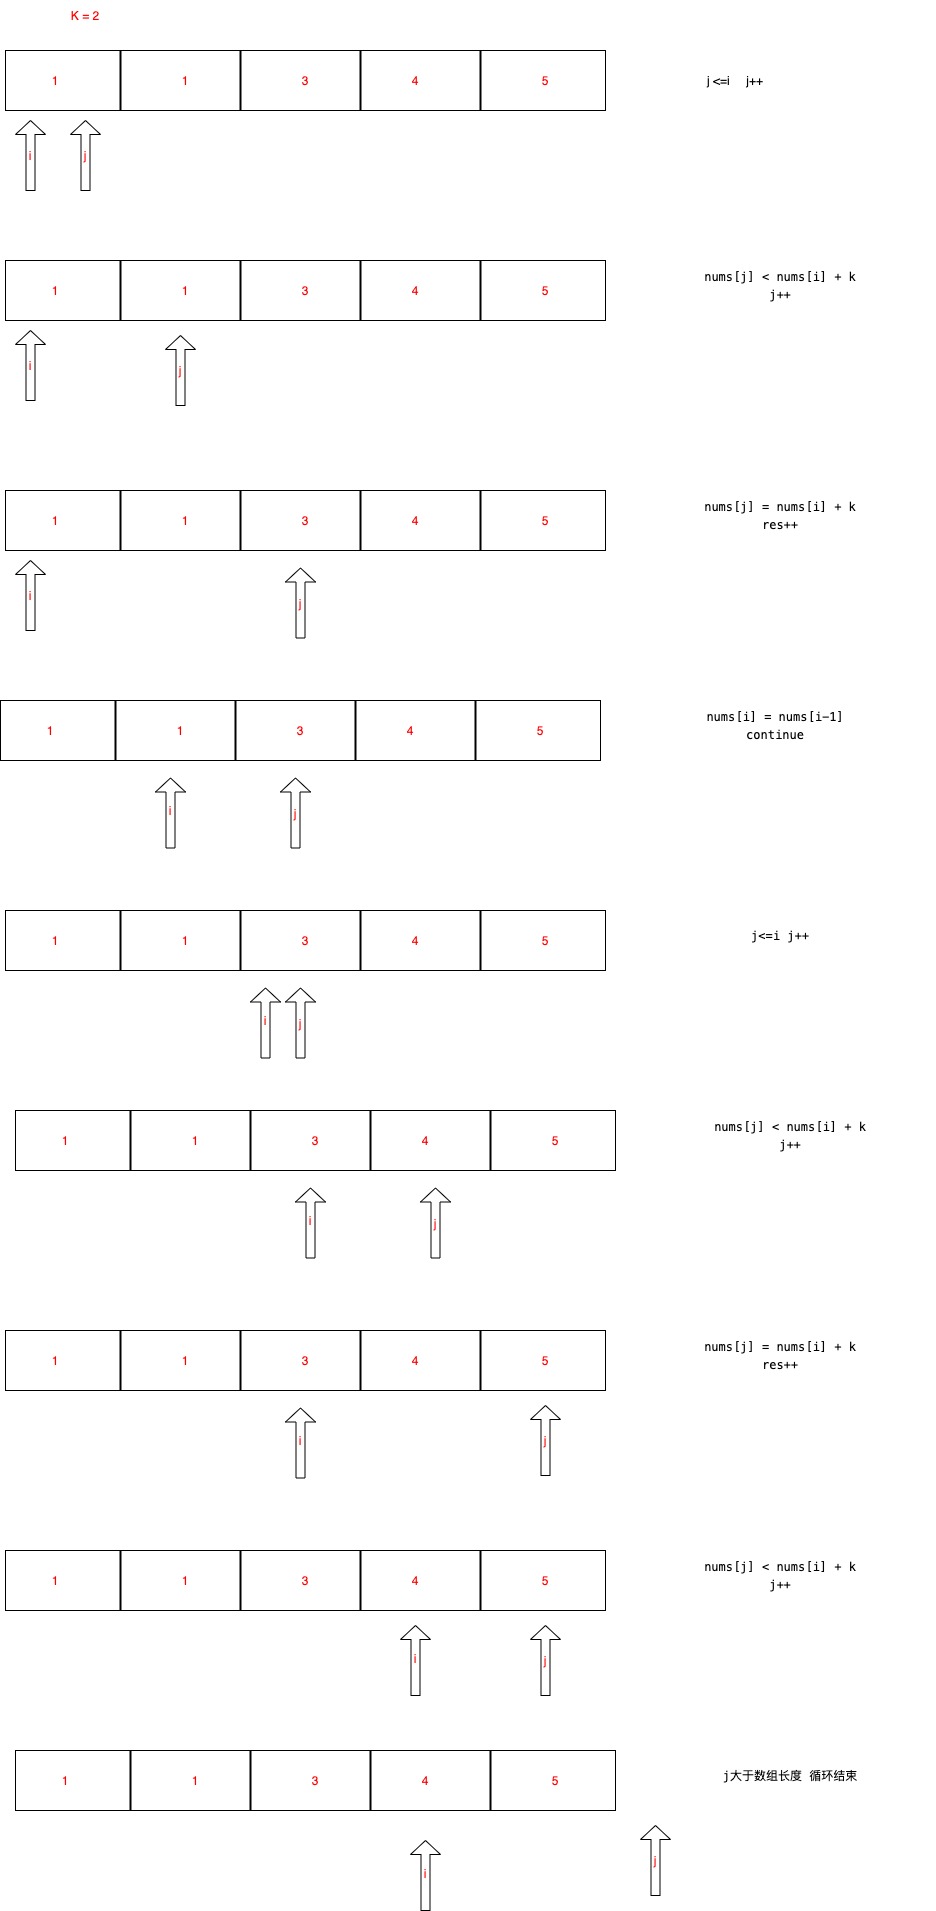 K = 2
1 1 3 4 5
j <=i j++
1 1 3 4 5
nums[j] < nums[i] + k
j++
1 1 3 4 5
nums[j] = nums[i] + k
res++
1 1 3 4 5
nums[i] = nums[i-1]
continue
1 1 3 4 5
j<=i j++
1 1 3 4 5
nums[j] < nums[i] + k
j++
1 1 3 4 5
nums[j] = nums[i] + k
res++
1 1 3 4 5
nums[j] < nums[i] + k
j++
1 1 3 4 5
j大于数组长度 循环结束